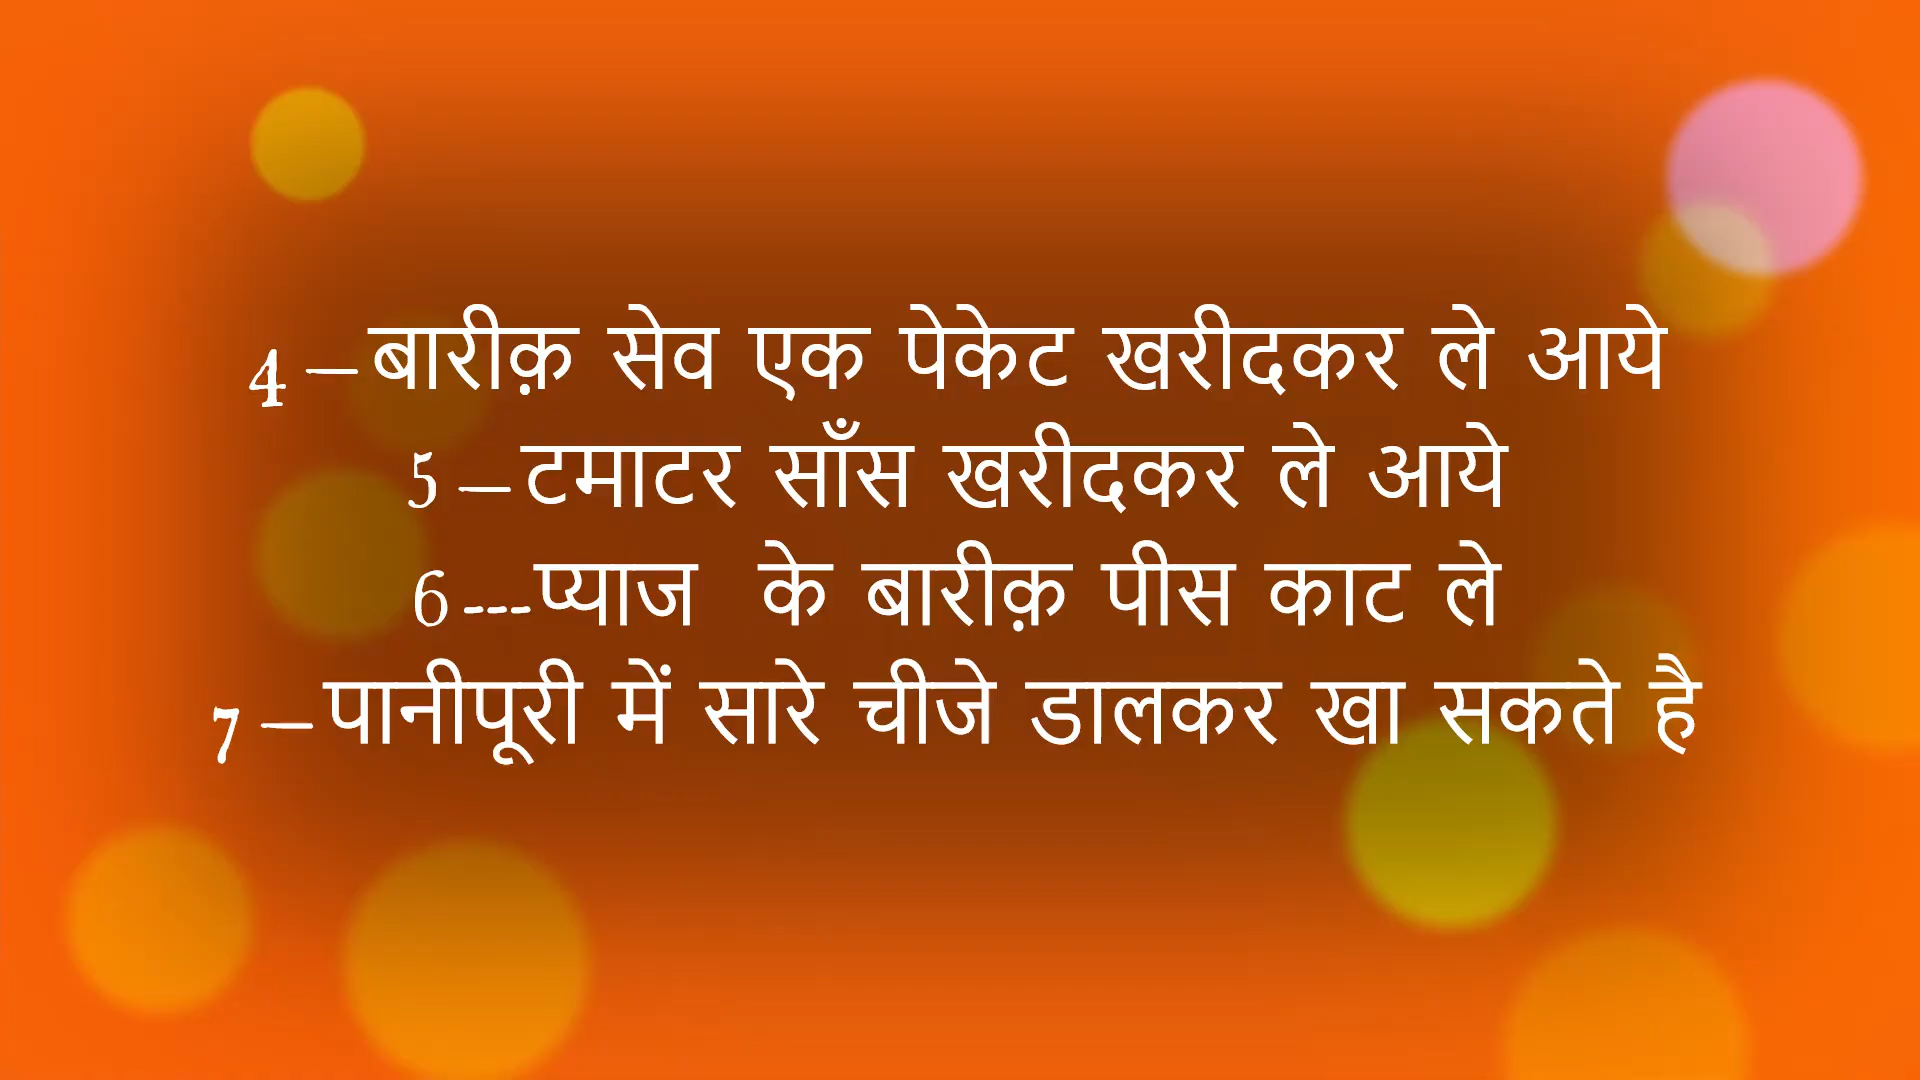 4 –बारीक़ सेव एक पेकेट खरीदकर ले आये
5 –टमाटर साँस खरीदकर ले आये
6 ---प्याज  के बारीक़ पीस काट ले
7 –पानीपूरी में सारे चीजे डालकर खा सकते है